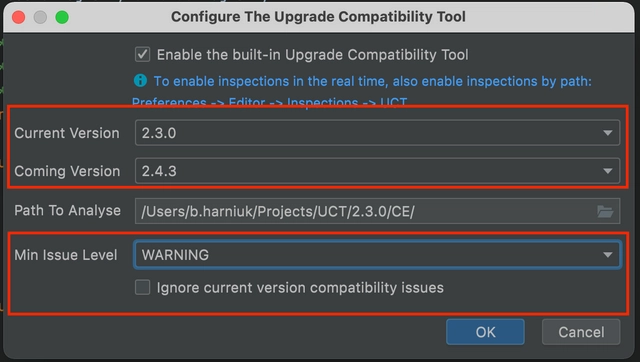 Configure The Upgrade Compatibility Tool
Enable the built-in Upgrade Compatibility Tool
To enable inspections in the real time, also enable inspections by path:
Preferences -> Editor -> Inspections -> UCT
Current Version 2.3.0
Coming Version 2.4.3
Path To Analyse /Users/b.harniuk/Projects/UCT/2.3.0/CE/
Min Issue Level WARNING
Ignore current version compatibility issues
OK Cancel